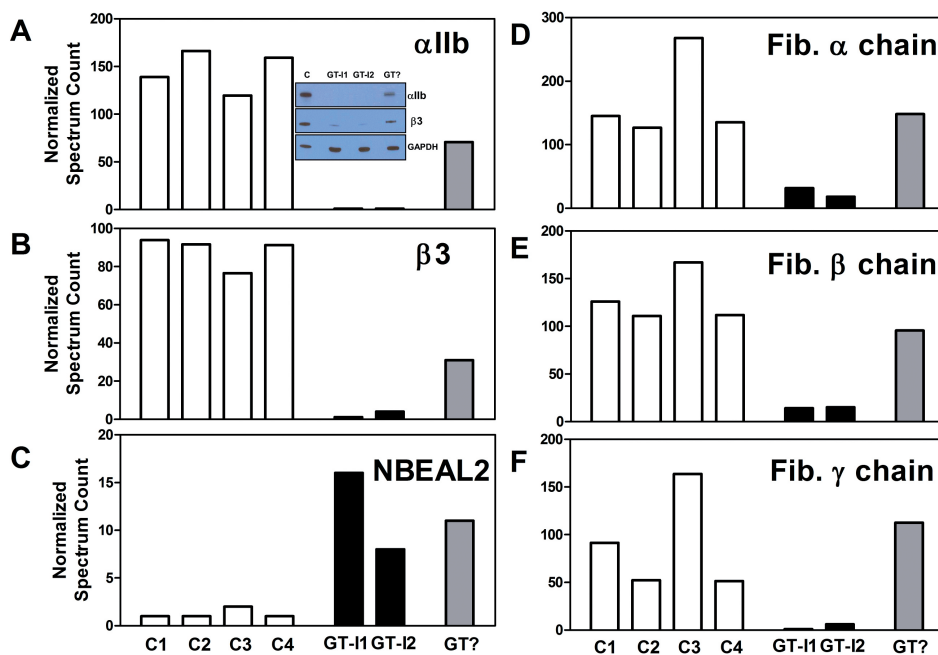 A
Normalized
Spectrum Count
200
150
100
50
0
αIIb
C GT-I1 GT-I2 GT?
αIIb
β3
GAPDH
B
Normalized
Spectrum Count
100
80
60
40
20
0
β3
C
Normalized
Spectrum Count
20
15
10
5
0
NBEAL2
C1 C2 C3 C4 GT-I1 GT-I2 GT?
D
300
200
100
0
Fib. α chain
E
200
150
100
50
0
Fib. β chain
F
200
150
100
50
0
Fib. γ chain
C1 C2 C3 C4 GT-I1 GT-I2 GT?